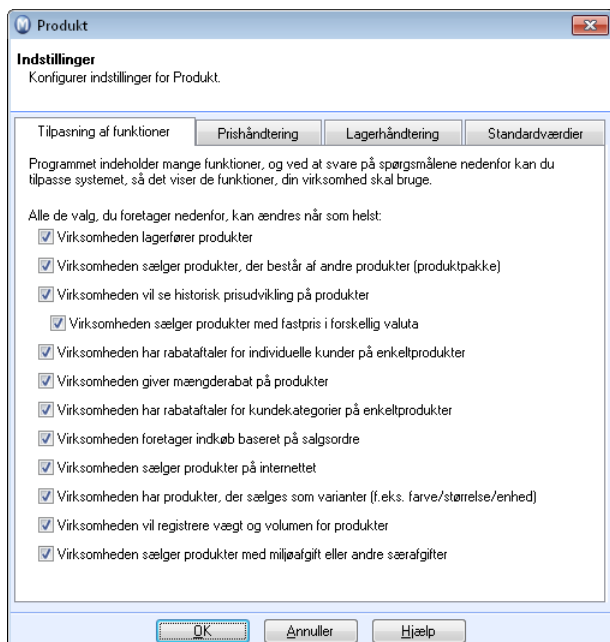 Produkt
Indstillinger
Konfigurer indstillinger for Produkt.
Tilpasning af funktioner
Prishåndtering
Lagerhåndtering
Standardværdier
Programmet indeholder mange funktioner, og ved at svare på spørgsmålene nedenfor kan du
tilpasse systemet, så det viser de funktioner, din virksomhed skal bruge.
Alle de valg, du foretager nedenfor, kan ændres når som helst:
Virksomheden lagerfører produkter
Virksomheden sælger produkter, der består af andre produkter (produktpakke)
Virksomheden vil se historisk prisudvikling på produkter
Virksomheden sælger produkter med fastpris i forskellig valuta
Virksomheden har rabataftaler for individuelle kunder på enkeltprodukter
Virksomheden giver mængderabat på produkter
Virksomheden har rabataftaler for kundekategorier på enkeltprodukter
Virksomheden foretager indkøb baseret på salgsordre
Virksomheden sælger produkter på internettet
Virksomheden har produkter, der sælges som varianter (f.eks. farve/størrelse/enhed)
Virksomheden vil registrere vægt og volumen for produkter
Virksomheden sælger produkter med miljøafgift eller andre særafgifter
OK
Annuller
Hjælp